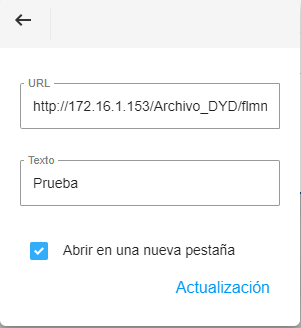 URL
http://172.16.1.153/Archivo_DYD/flmn
Texto
Prueba
Abrir en una nueva pestaña
Actualización